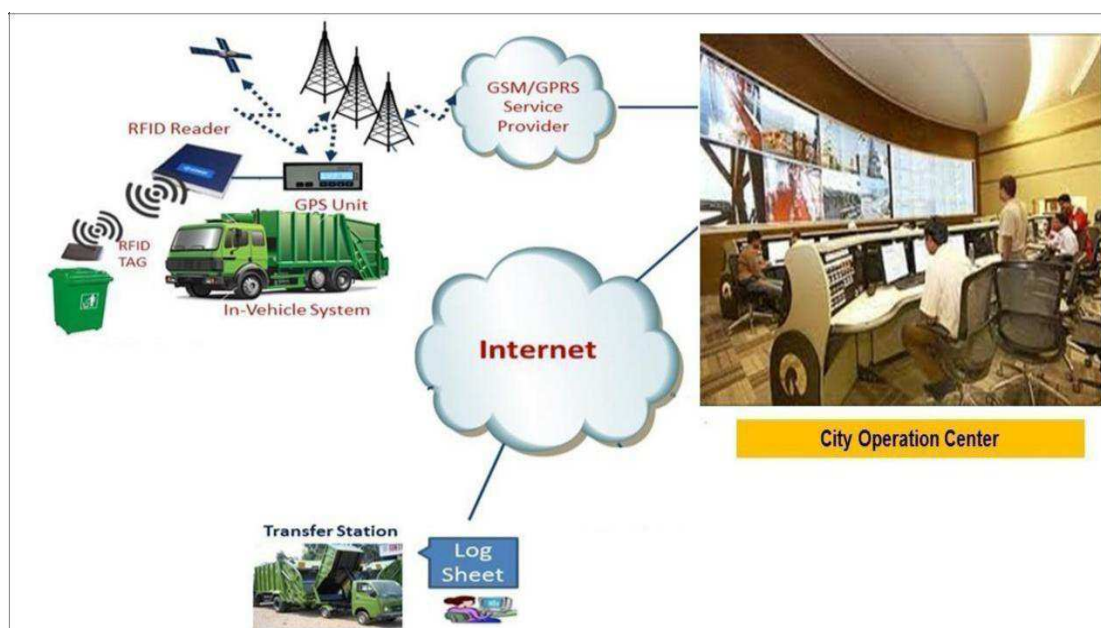 GSM/GPRS
Service
Provider
RFID Reader
GPS Unit
RFID
TAG
In-Vehicle System
Internet
City Operation Center
Transfer Station
Log
Sheet